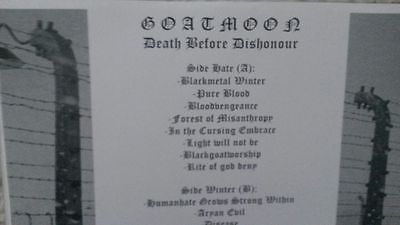 GOATMOON
Death Before Dishonour
Side Hate (A):
-Blackmetal Winter
-Pure Blood
-Bloodvengeance
-Forest of Misanthropy
-In the Cursing Embrace
-Light will not be
-Blackgoatworship
-Rite of god deny
Side Winter (B):
-Humanhate Grows Strong Within
-Aryan Evil
-Disease